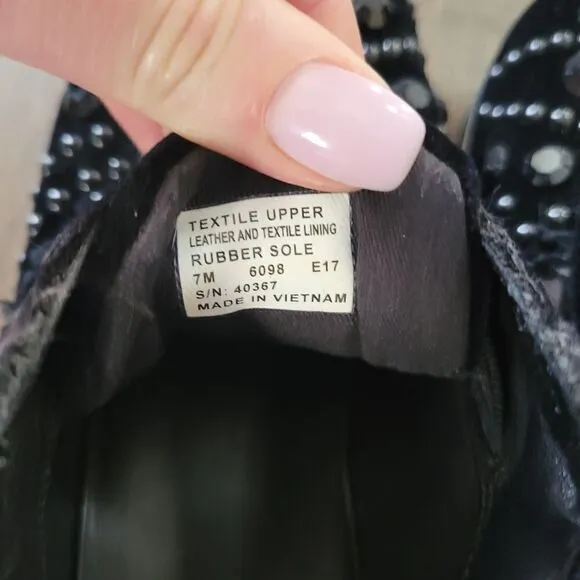 TEXTILE UPPER
LEATHER AND TEXTILE LINING
RUBBER SOLE
7M 6098 E17
S/N: 40367
MADE IN VIETNAM